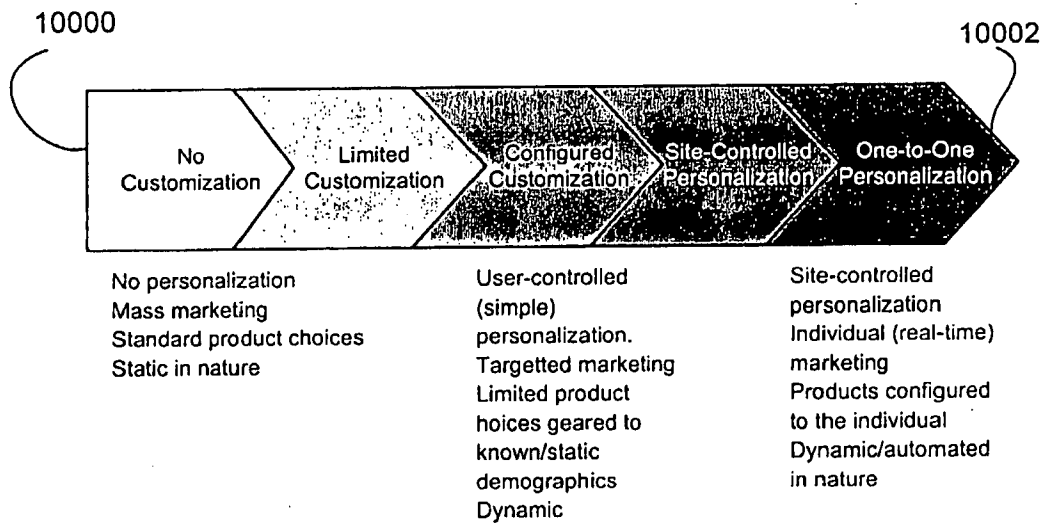 10000
10002
No
Customization
Limited
Customization
Configured
Customization
Site-Controlled
Personalization
One-to-One
Personalization
No personalization
Mass marketing
Standard product choices
Static in nature
User-controlled
(simple)
personalization.
Targetted marketing
Limited product
hoices geared to
known/static
demographics
Dynamic
Site-controlled
personalization
Individual (real-time)
marketing
Products configured
to the individual
Dynamic/automated
in nature